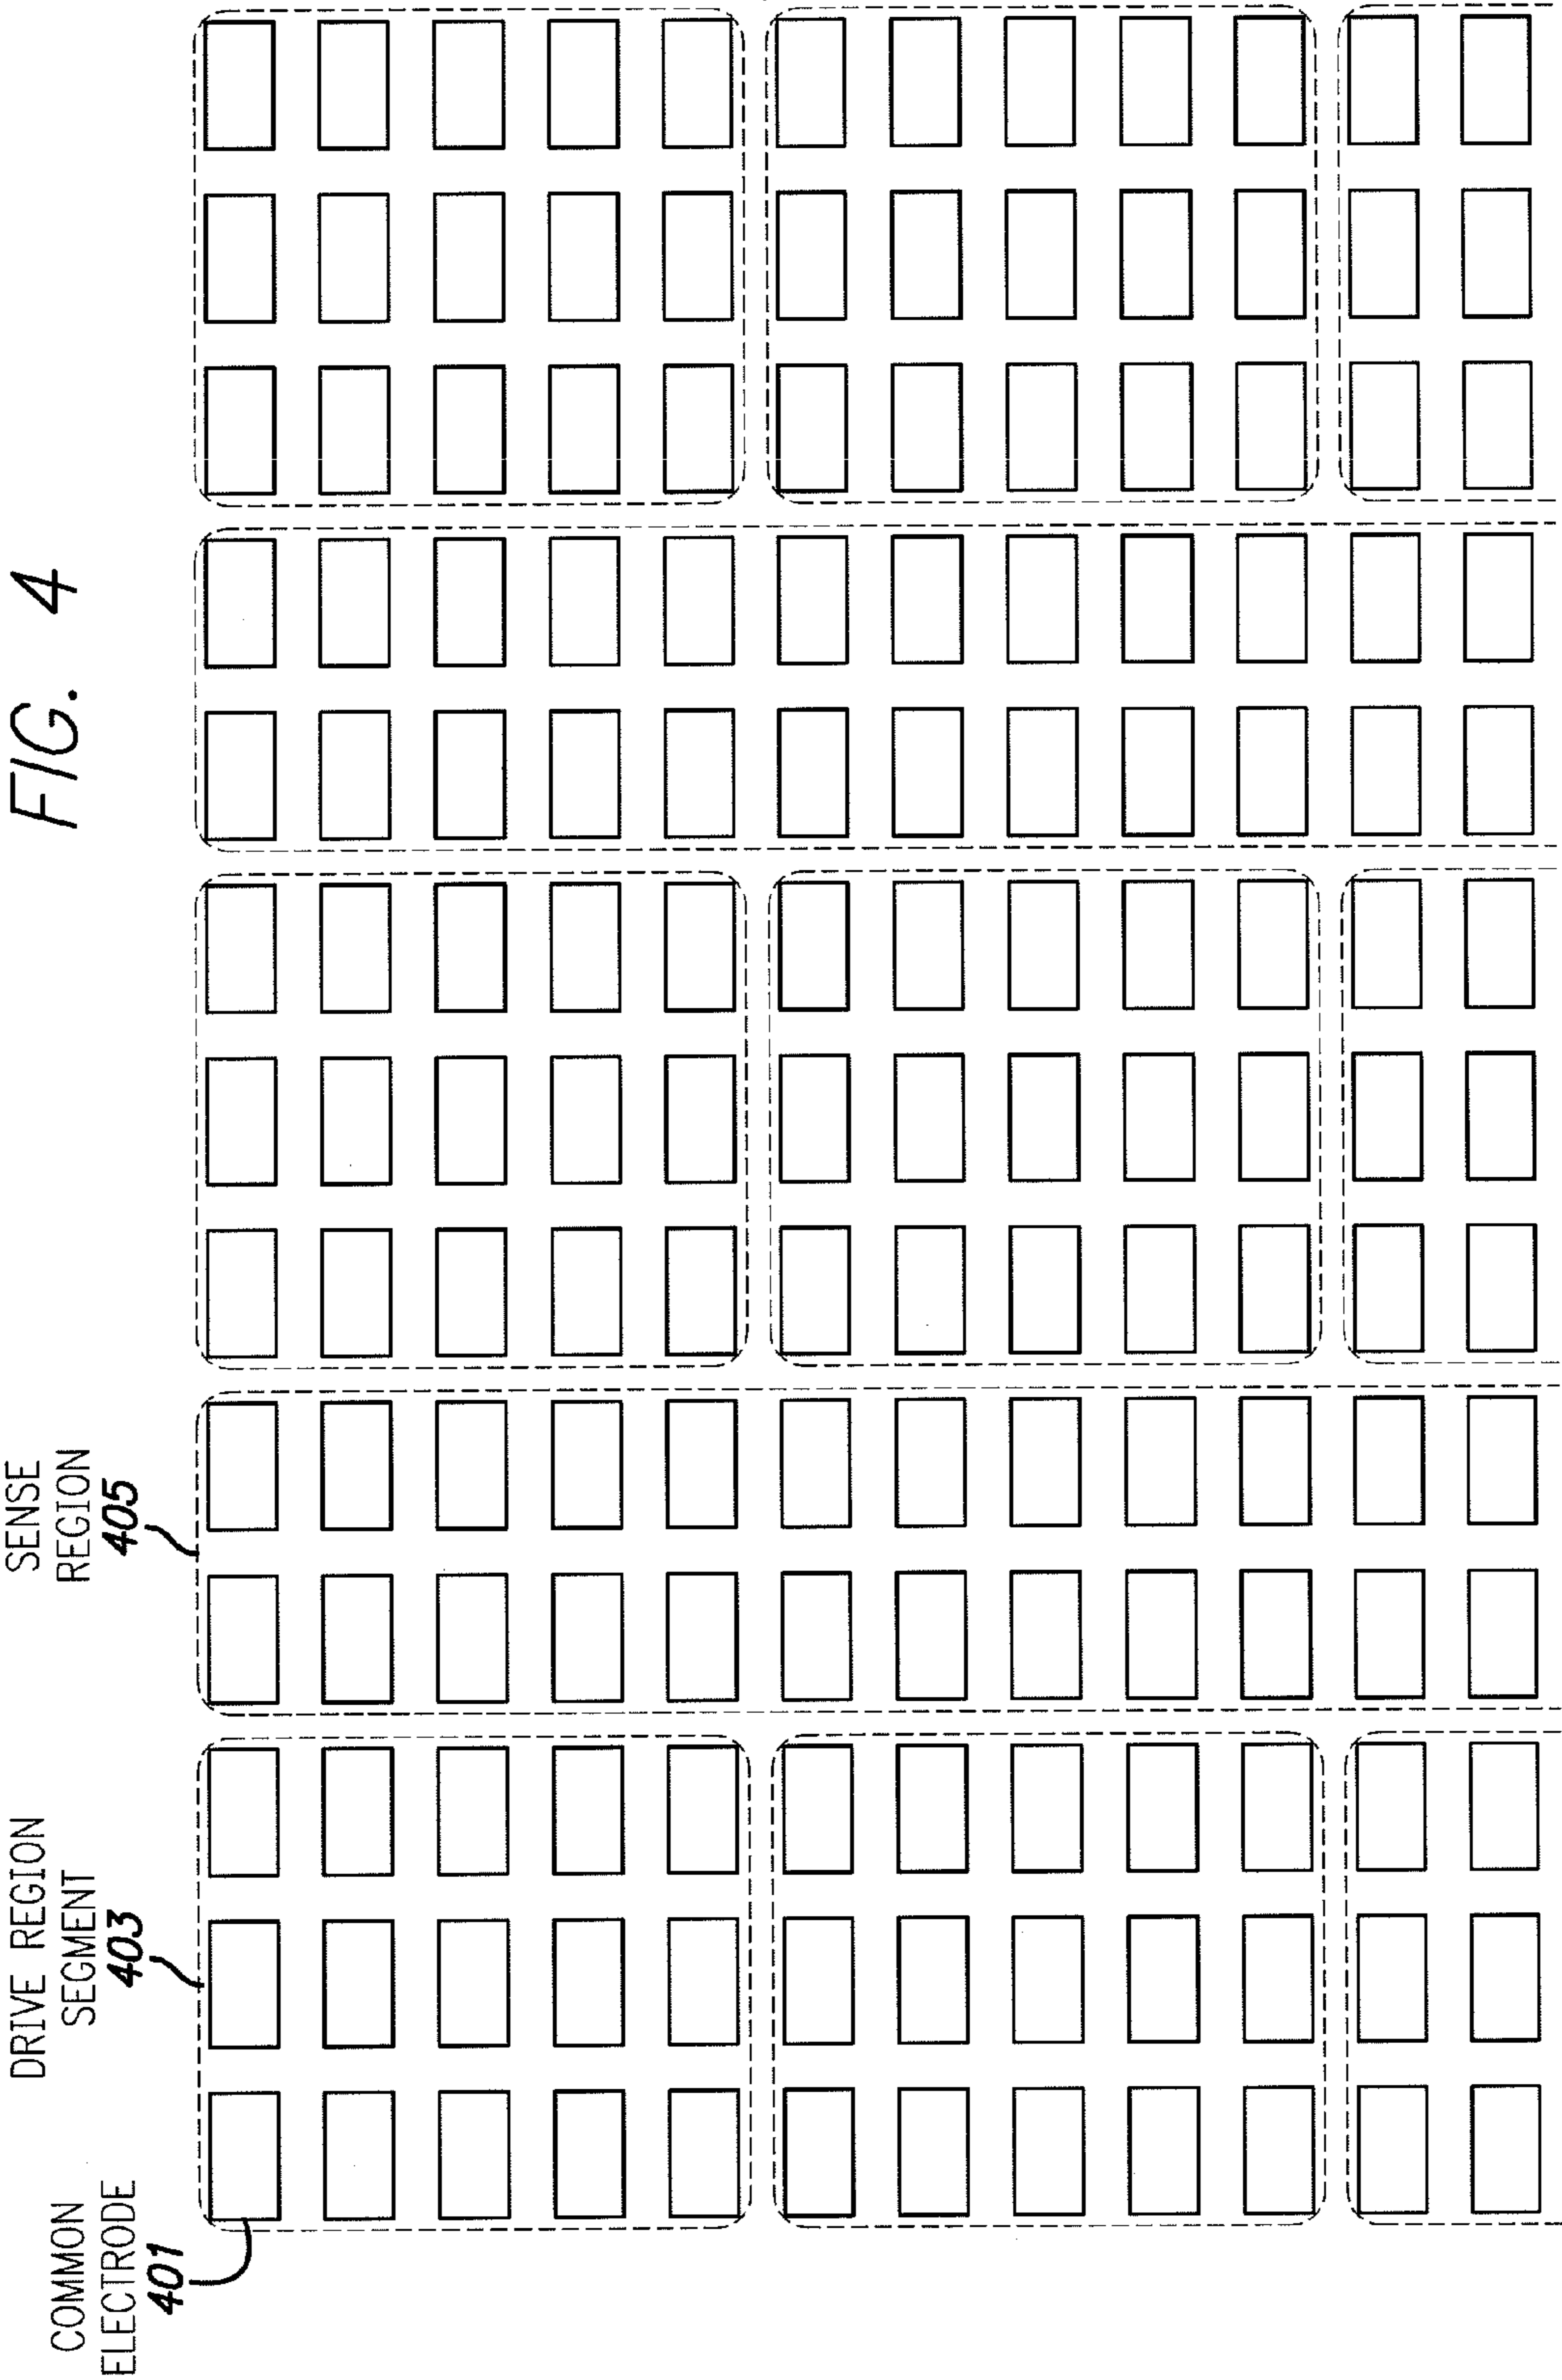 FIG. 4
COMMON
ELECTRODE
401
DRIVE REGION
SEGMENT
403
SENSE
REGION
405